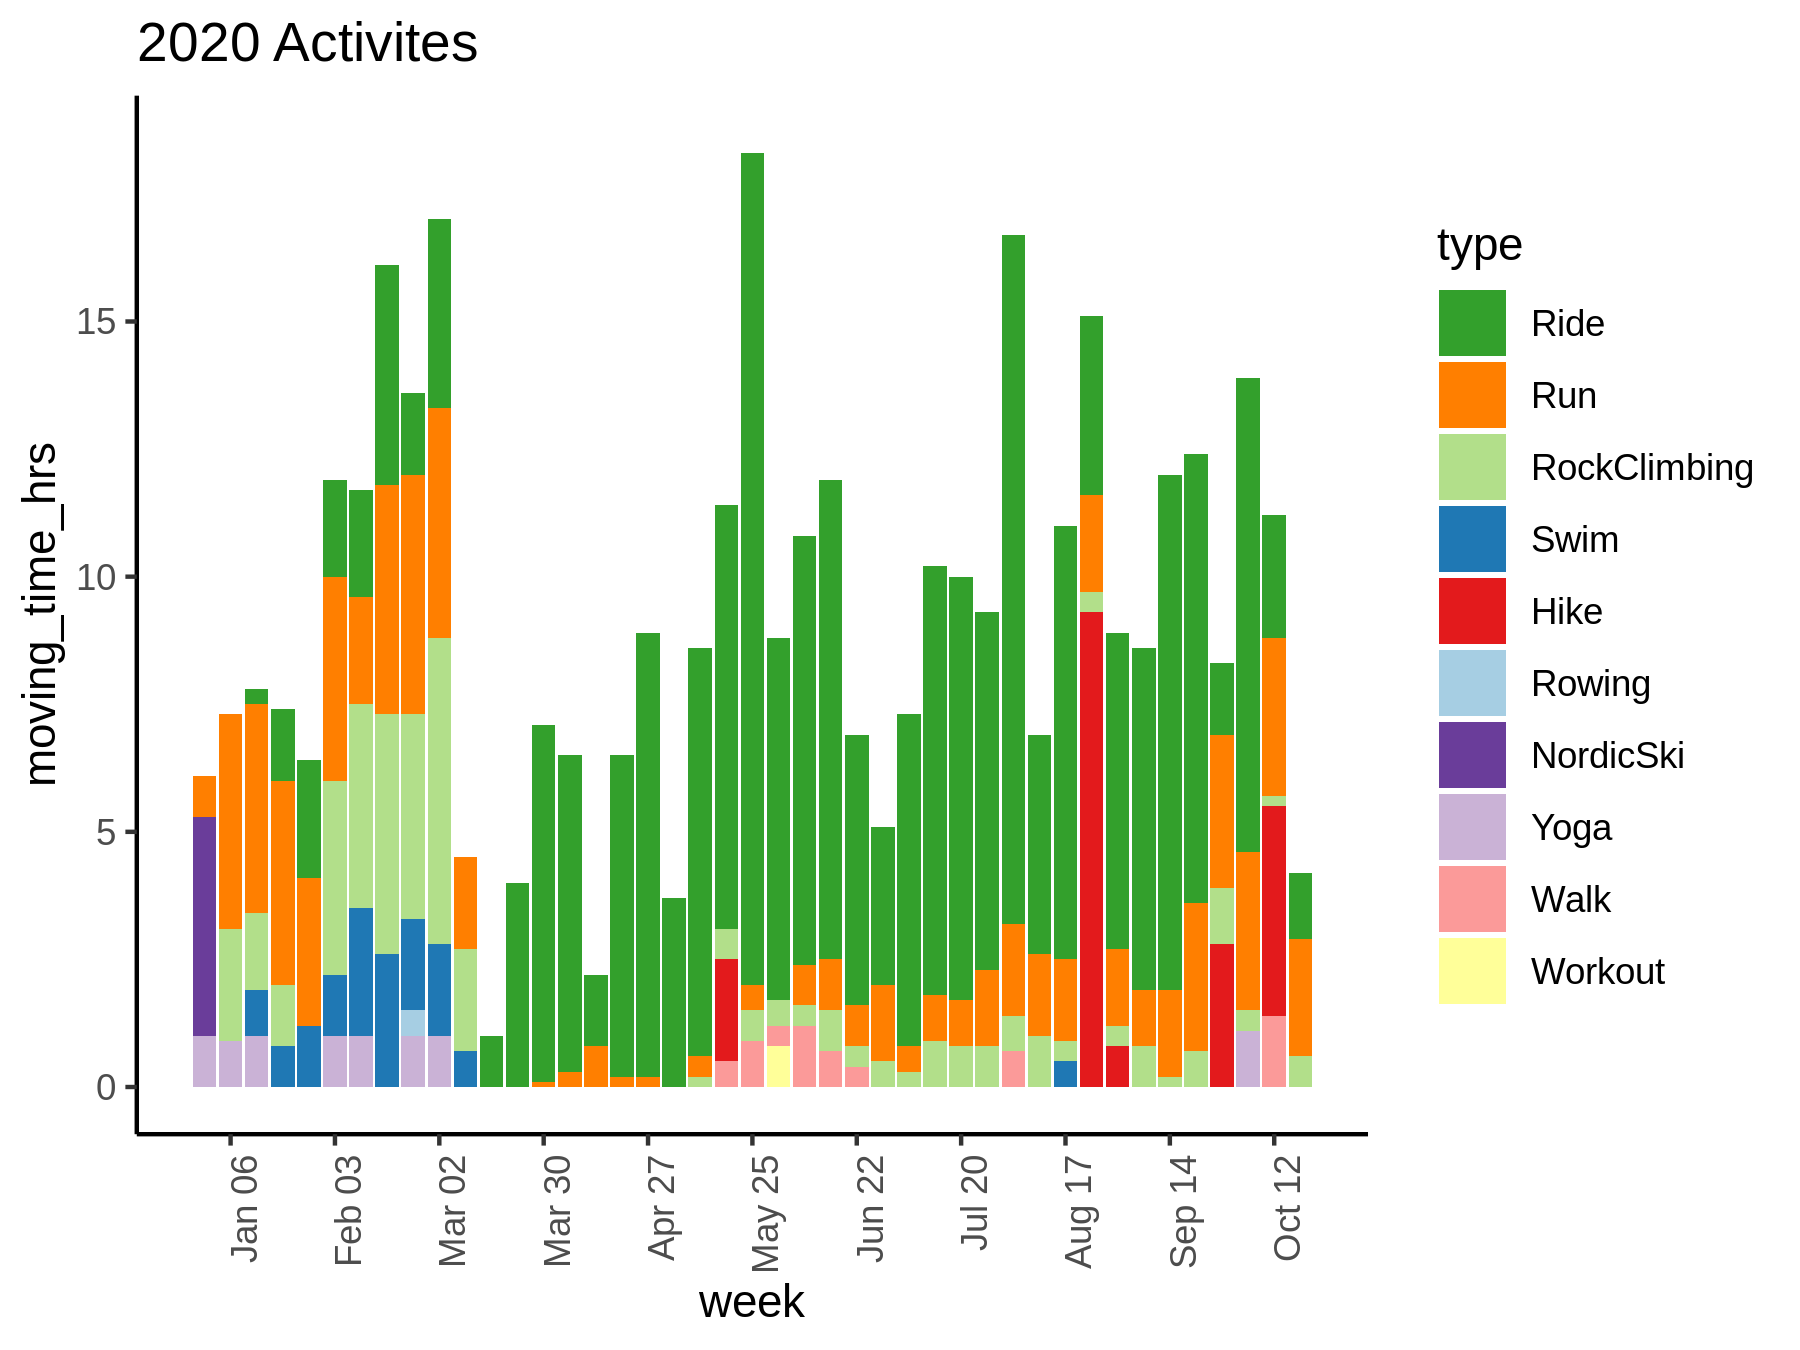 2020 Activites
moving_time_hrs
15
10
5
0
Jan 06
Feb 03
Mar 02
Mar 30
Apr 27
May 25
Jun 22
Jul 20
Aug 17
Sep 14
Oct 12
week
type
Ride
Run
RockClimbing
Swim
Hike
Rowing
NordicSki
Yoga
Walk
Workout